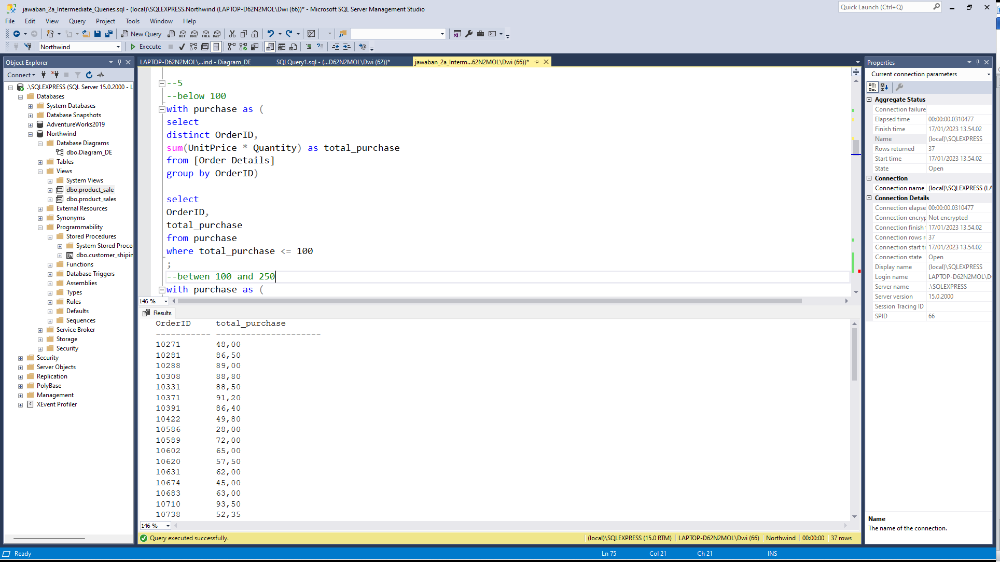 jawaban_2a_Intermediate_Queries.sql - (local)\SQLEXPRESS.Northwind (LAPTOP-D62N2MOL\Dwi (66))* - Microsoft SQL Server Management Studio
Quick Launch (Ctrl+Q)
File Edit View Query Project Tools Window Help
New Query
MDX DMX XMLA DAX
Northwind
Execute
Object Explorer
Connect
.\SQLEXPRESS (SQL Server 15.0.2000 - L
Databases
System Databases
Database Snapshots
AdventureWorks2019
Northwind
Database Diagrams
dbo.Diagram_DE
Tables
Views
System Views
dbo.product_sale
dbo.product_sales
External Resources
Synonyms
Programmability
Stored Procedures
System Stored Proce
dbo.customer_shipin
Functions
Database Triggers
Assemblies
Types
Rules
Defaults
Sequences
Service Broker
Storage
Security
Security
Server Objects
Replication
PolyBase
Management
XEvent Profiler
LAPTOP-D62N2MOL\...ind - Diagram_DE
SQLQuery1.sql - (...D62N2MOL\Dwi (62))*
jawaban_2a_Interm...62N2MOL\Dwi (66))*
--5
--below 100
with purchase as (
select
distinct OrderID,
sum(UnitPrice * Quantity) as total_purchase
from [Order Details]
group by OrderID)
select
OrderID,
total_purchase
from purchase
where total_purchase <= 100
;
--betwen 100 and 250
with purchase as (
146 %
Results
OrderID total_purchase
----------- ---------------------
10271 48,00
10281 86,50
10288 89,00
10308 88,80
10331 88,50
10371 91,20
10391 86,40
10422 49,80
10586 28,00
10589 72,00
10602 65,00
10620 57,50
10631 62,00
10674 45,00
10683 63,00
10710 93,50
10738 52,35
146 %
Query executed successfully.
(local)\SQLEXPRESS (15.0 RTM) LAPTOP-D62N2MOL\Dwi (66) Northwind 00:00:00 37 rows
Properties
Current connection parameters
Aggregate Status
Connection failure
Elapsed time 00:00:00.0310477
Finish time 17/01/2023 13.54.02
Name (local)\SQLEXPRESS
Rows returned 37
Start time 17/01/2023 13.54.02
State Open
Connection
Connection name (local)\SQLEXPRESS (LA
Connection Details
Connection elapse 00:00:00.0310477
Connection encryp Not encrypted
Connection finish 17/01/2023 13.54.02
Connection rows r 37
Connection start ti 17/01/2023 13.54.02
Connection state Open
Display name (local)\SQLEXPRESS
Login name LAPTOP-D62N2MOL\D
Server name .\SQLEXPRESS
Server version 15.0.2000
Session Tracing ID
SPID 66
Name
The name of the connection.
Ready
Ln 75 Col 21 Ch 21 INS